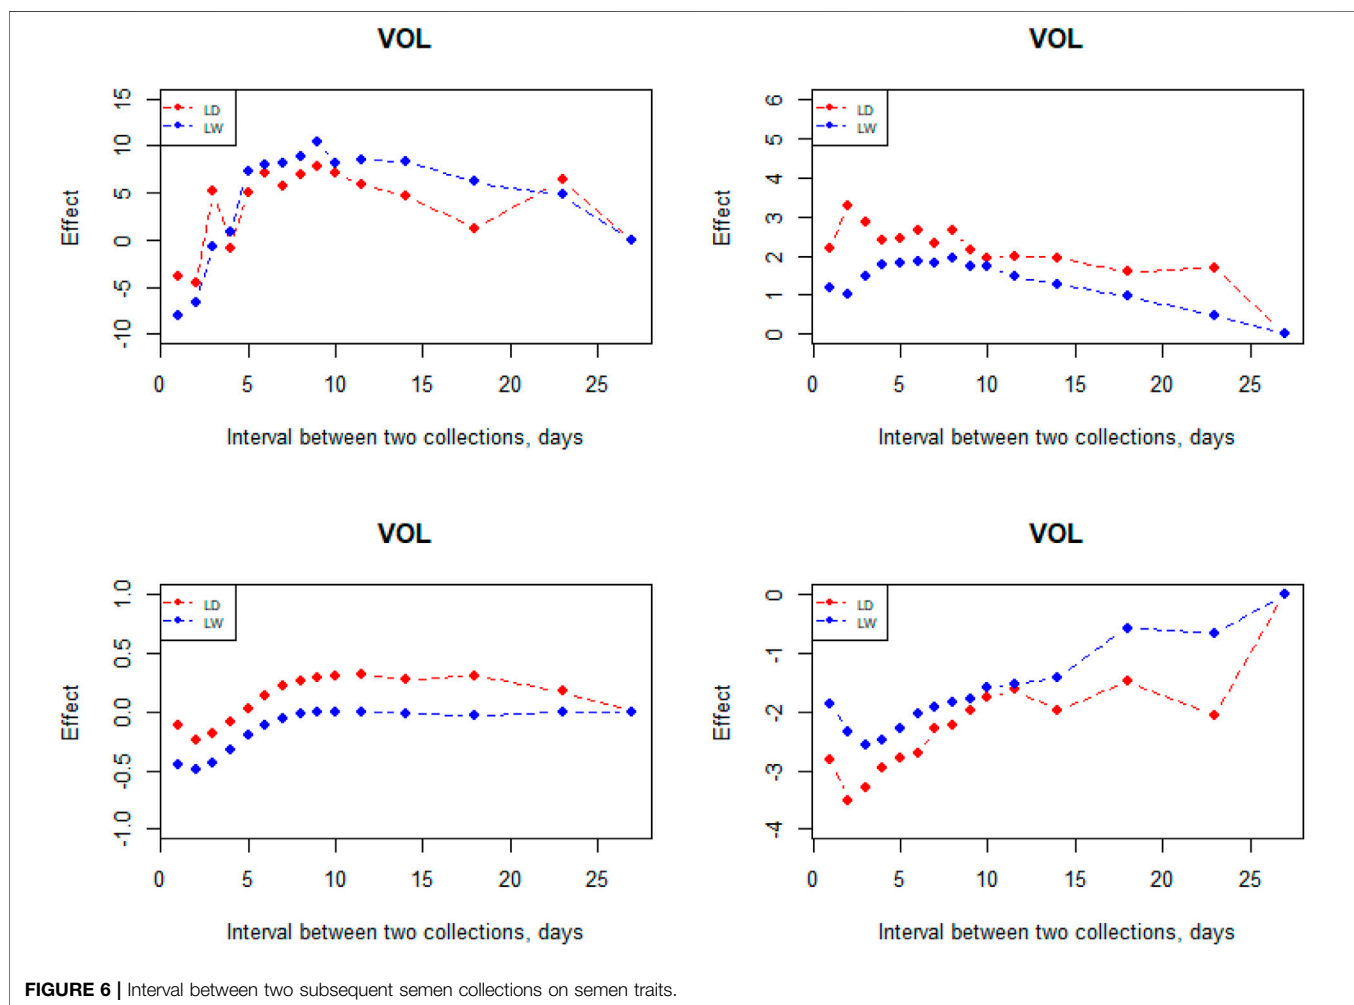 VOL
LD
LW
Effect
15
10
5
0
-5
-10
0 5 10 15 20 25
Interval between two collections, days
VOL
LD
LW
Effect
6
5
4
3
2
1
0
0 5 10 15 20 25
Interval between two collections, days
VOL
LD
LW
Effect
1.0
0.5
0.0
-0.5
-1.0
0 5 10 15 20 25
Interval between two collections, days
VOL
LD
LW
Effect
0
-1
-2
-3
-4
0 5 10 15 20 25
Interval between two collections, days
FIGURE 6 | Interval between two subsequent semen collections on semen traits.